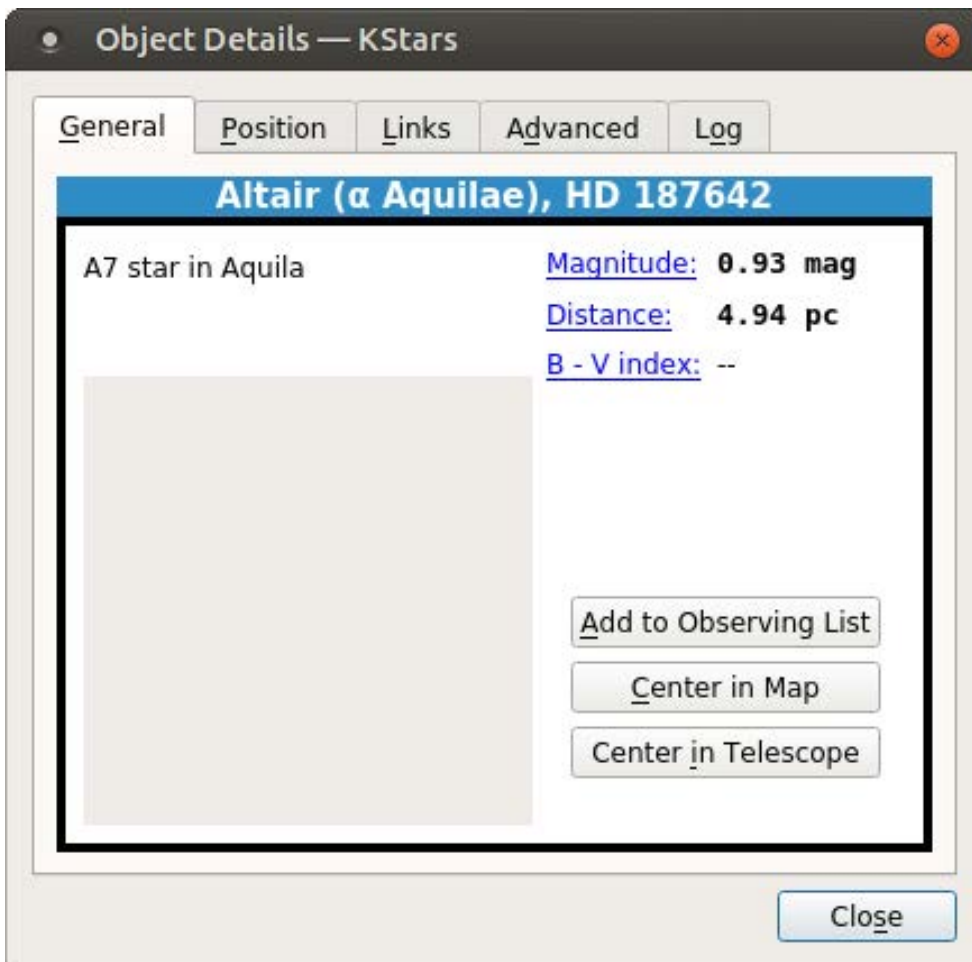 Object Details — KStars
General Position Links Advanced Log
Altair (α Aquilae), HD 187642
A7 star in Aquila
Magnitude: 0.93 mag
Distance: 4.94 pc
B - V index: --
Add to Observing List
Center in Map
Center in Telescope
Close